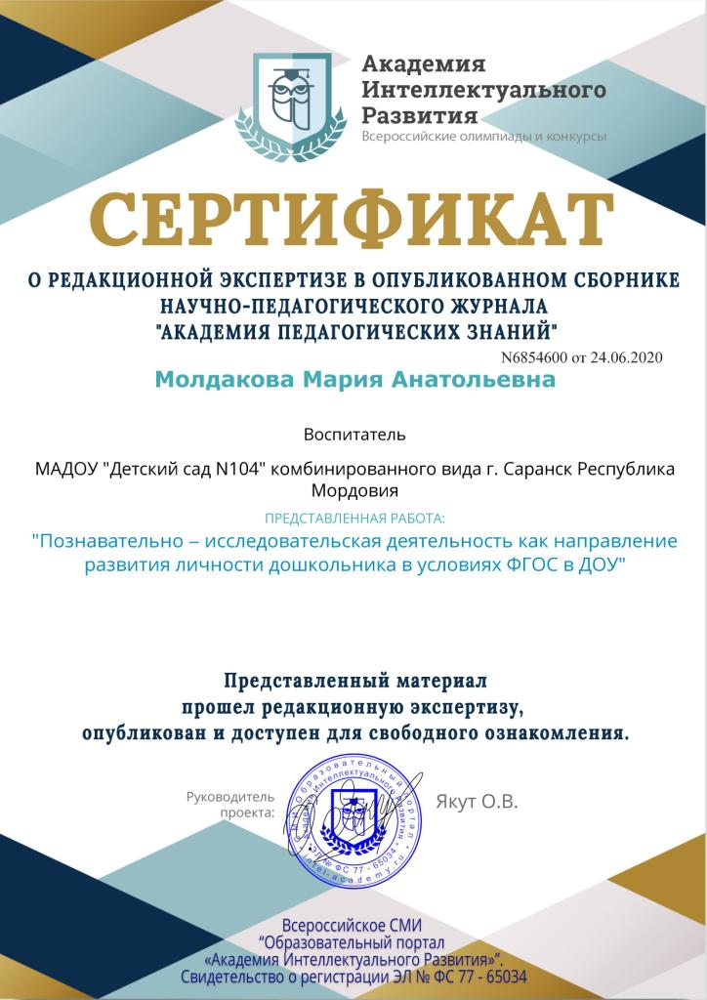 Академия
Интеллектуального
Развития
Всероссийские олимпиады и конкурсы
СЕРТИФИКАТ
О РЕДАКЦИОННОЙ ЭКСПЕРТИЗЕ В ОПУБЛИКОВАННОМ СБОРНИКЕ
НАУЧНО-ПЕДАГОГИЧЕСКОГО ЖУРНАЛА
"АКАДЕМИЯ ПЕДАГОГИЧЕСКИХ ЗНАНИЙ"
N6854600 от 24.06.2020
Молдакова Мария Анатольевна
Воспитатель
МАДОУ "Детский сад N104" комбинированного вида г. Саранск Республика
Мордовия
ПРЕДСТАВЛЕННАЯ РАБОТА:
"Познавательно – исследовательская деятельность как направление
развития личности дошкольника в условиях ФГОС в ДОУ"
Представленный материал
прошел редакционную экспертизу,
опубликован и доступен для свободного ознакомления.
Руководитель
проекта:
СМИ Образовательный портал
Академия Интеллектуального Развития
ЭЛ № ФС 77 - 65034
intel-academy.ru
Якут О.В.
Всероссийское СМИ
“Образовательный портал
«Академия Интеллектуального Развития»”.
Свидетельство о регистрации ЭЛ № ФС 77 - 65034